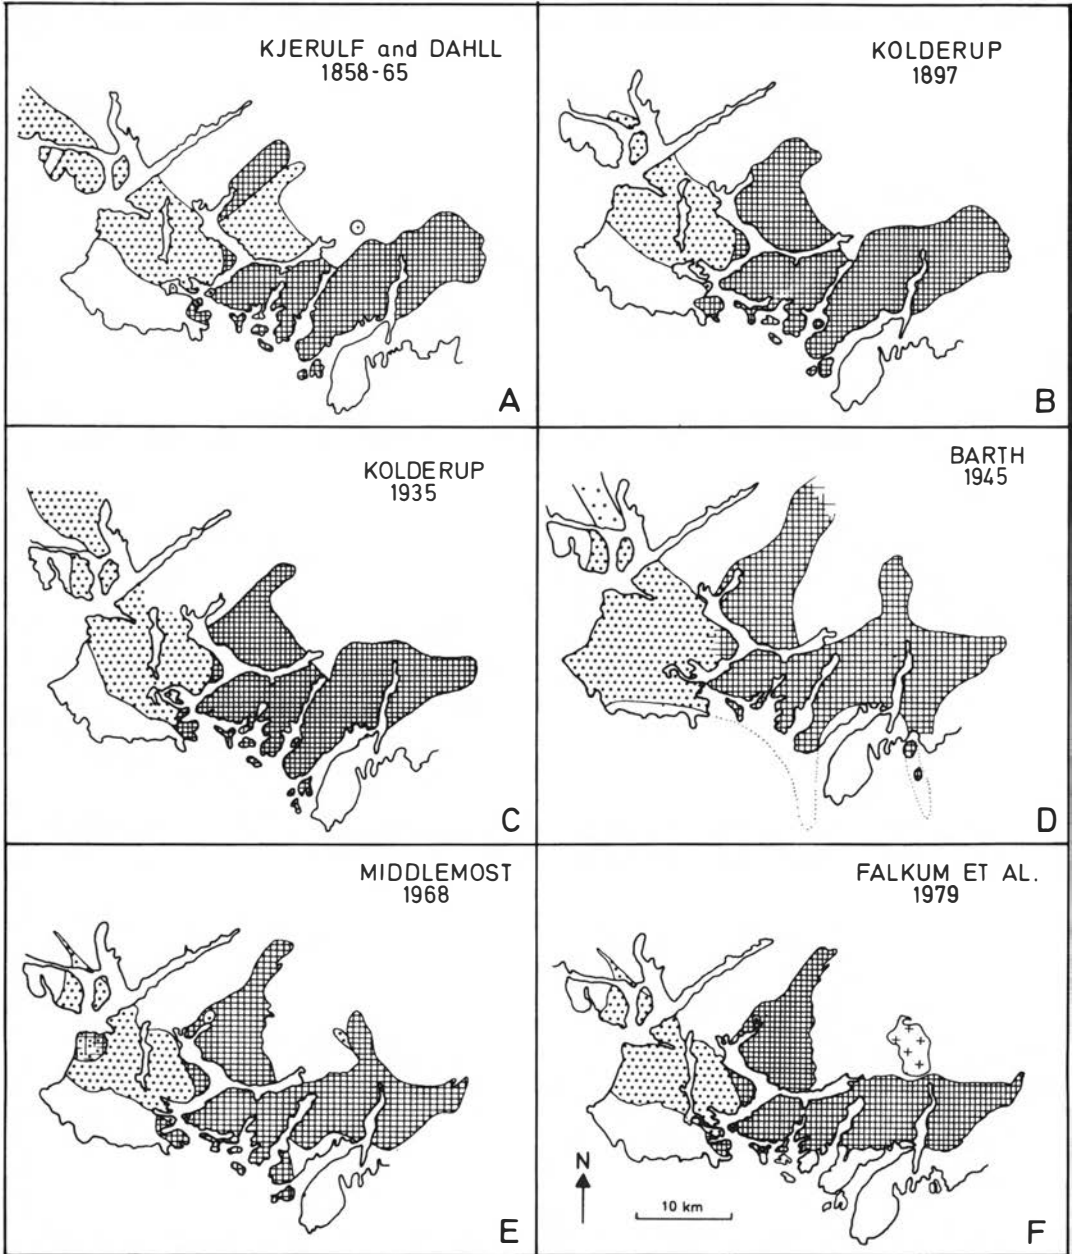 KJERULF and DAHLL
1858-65
A
KOLDERUP
1897
B
KOLDERUP
1935
C
BARTH
1945
D
MIDDLEMOST
1968
E
FALKUM ET AL.
1979
N
10 km
F